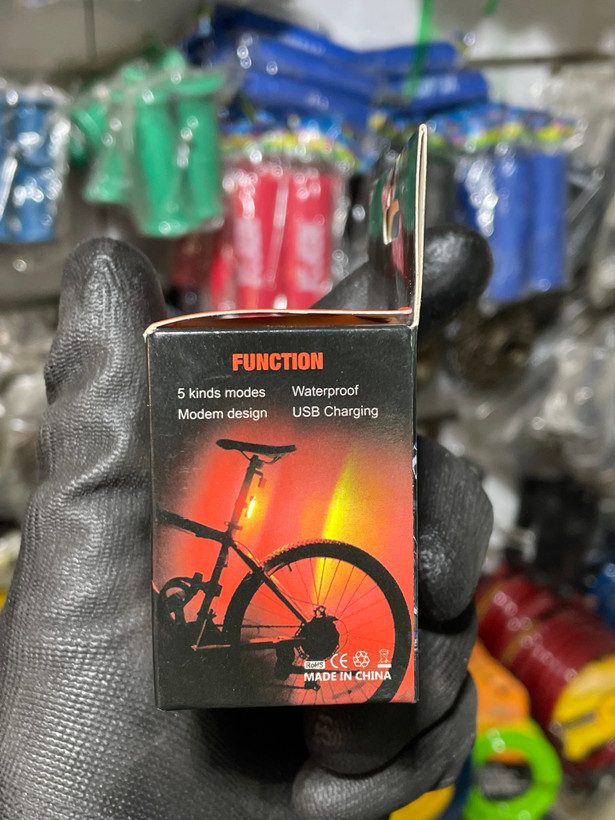 FUNCTION
5 kinds modes Waterproof
Modem design USB Charging
RoHS CE
MADE IN CHINA